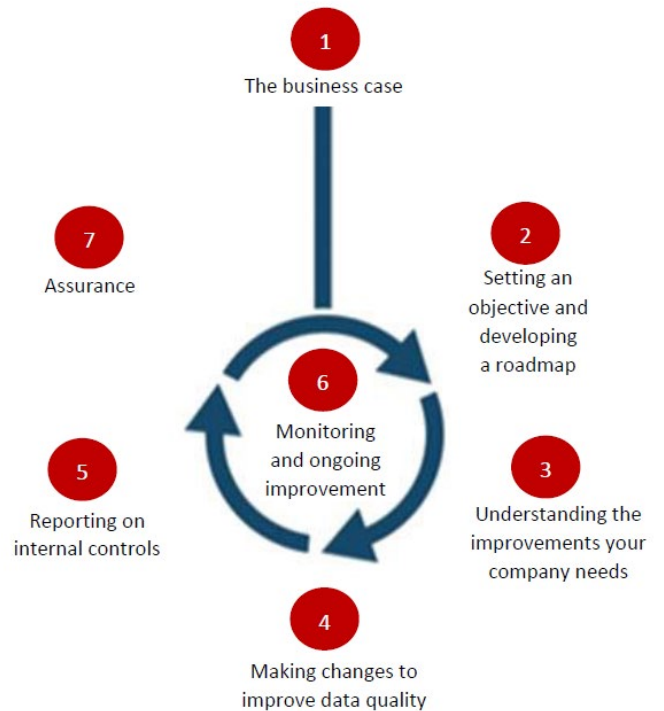 1
The business case
2
Setting an
objective and
developing
a roadmap
3
Understanding the
improvements your
company needs
4
Making changes to
improve data quality
5
Reporting on
internal controls
6
Monitoring
and ongoing
improvement
7
Assurance